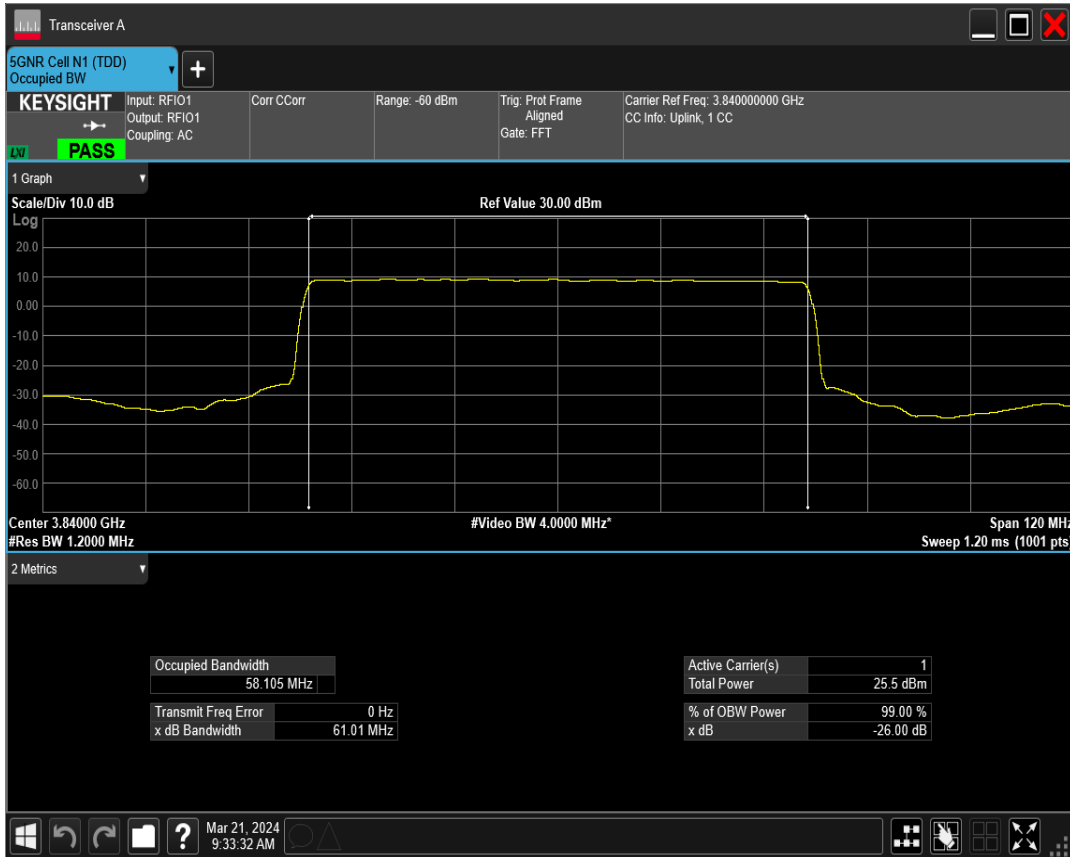 Transceiver A
5GNR Cell N1 (TDD)
Occupied BW
+
KEYSIGHT
LXI
PASS
Input: RFIO1
Output: RFIO1
Coupling: AC
Corr CCorr
Range: -60 dBm
Trig: Prot Frame
Aligned
Gate: FFT
Carrier Ref Freq: 3.840000000 GHz
CC Info: Uplink, 1 CC
1 Graph
Scale/Div 10.0 dB
Ref Value 30.00 dBm
Log
20.0
10.0
0.00
-10.0
-20.0
-30.0
-40.0
-50.0
-60.0
Center 3.84000 GHz
#Video BW 4.0000 MHz*
Span 120 MHz
#Res BW 1.2000 MHz
Sweep 1.20 ms (1001 pts)
2 Metrics
Occupied Bandwidth
58.105 MHz
Transmit Freq Error 0 Hz
x dB Bandwidth 61.01 MHz
Active Carrier(s) 1
Total Power 25.5 dBm
% of OBW Power 99.00 %
x dB -26.00 dB
?
Mar 21, 2024
9:33:32 AM